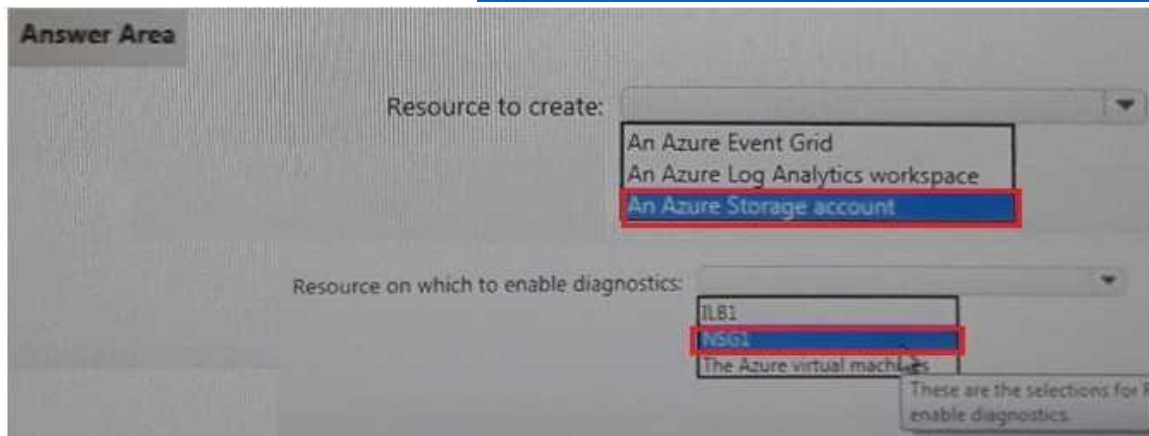 Answer Area
Resource to create:
An Azure Event Grid
An Azure Log Analytics workspace
An Azure Storage account
Resource on which to enable diagnostics:
ILB1
NSG1
The Azure virtual machines
These are the selections for R
enable diagnostics.